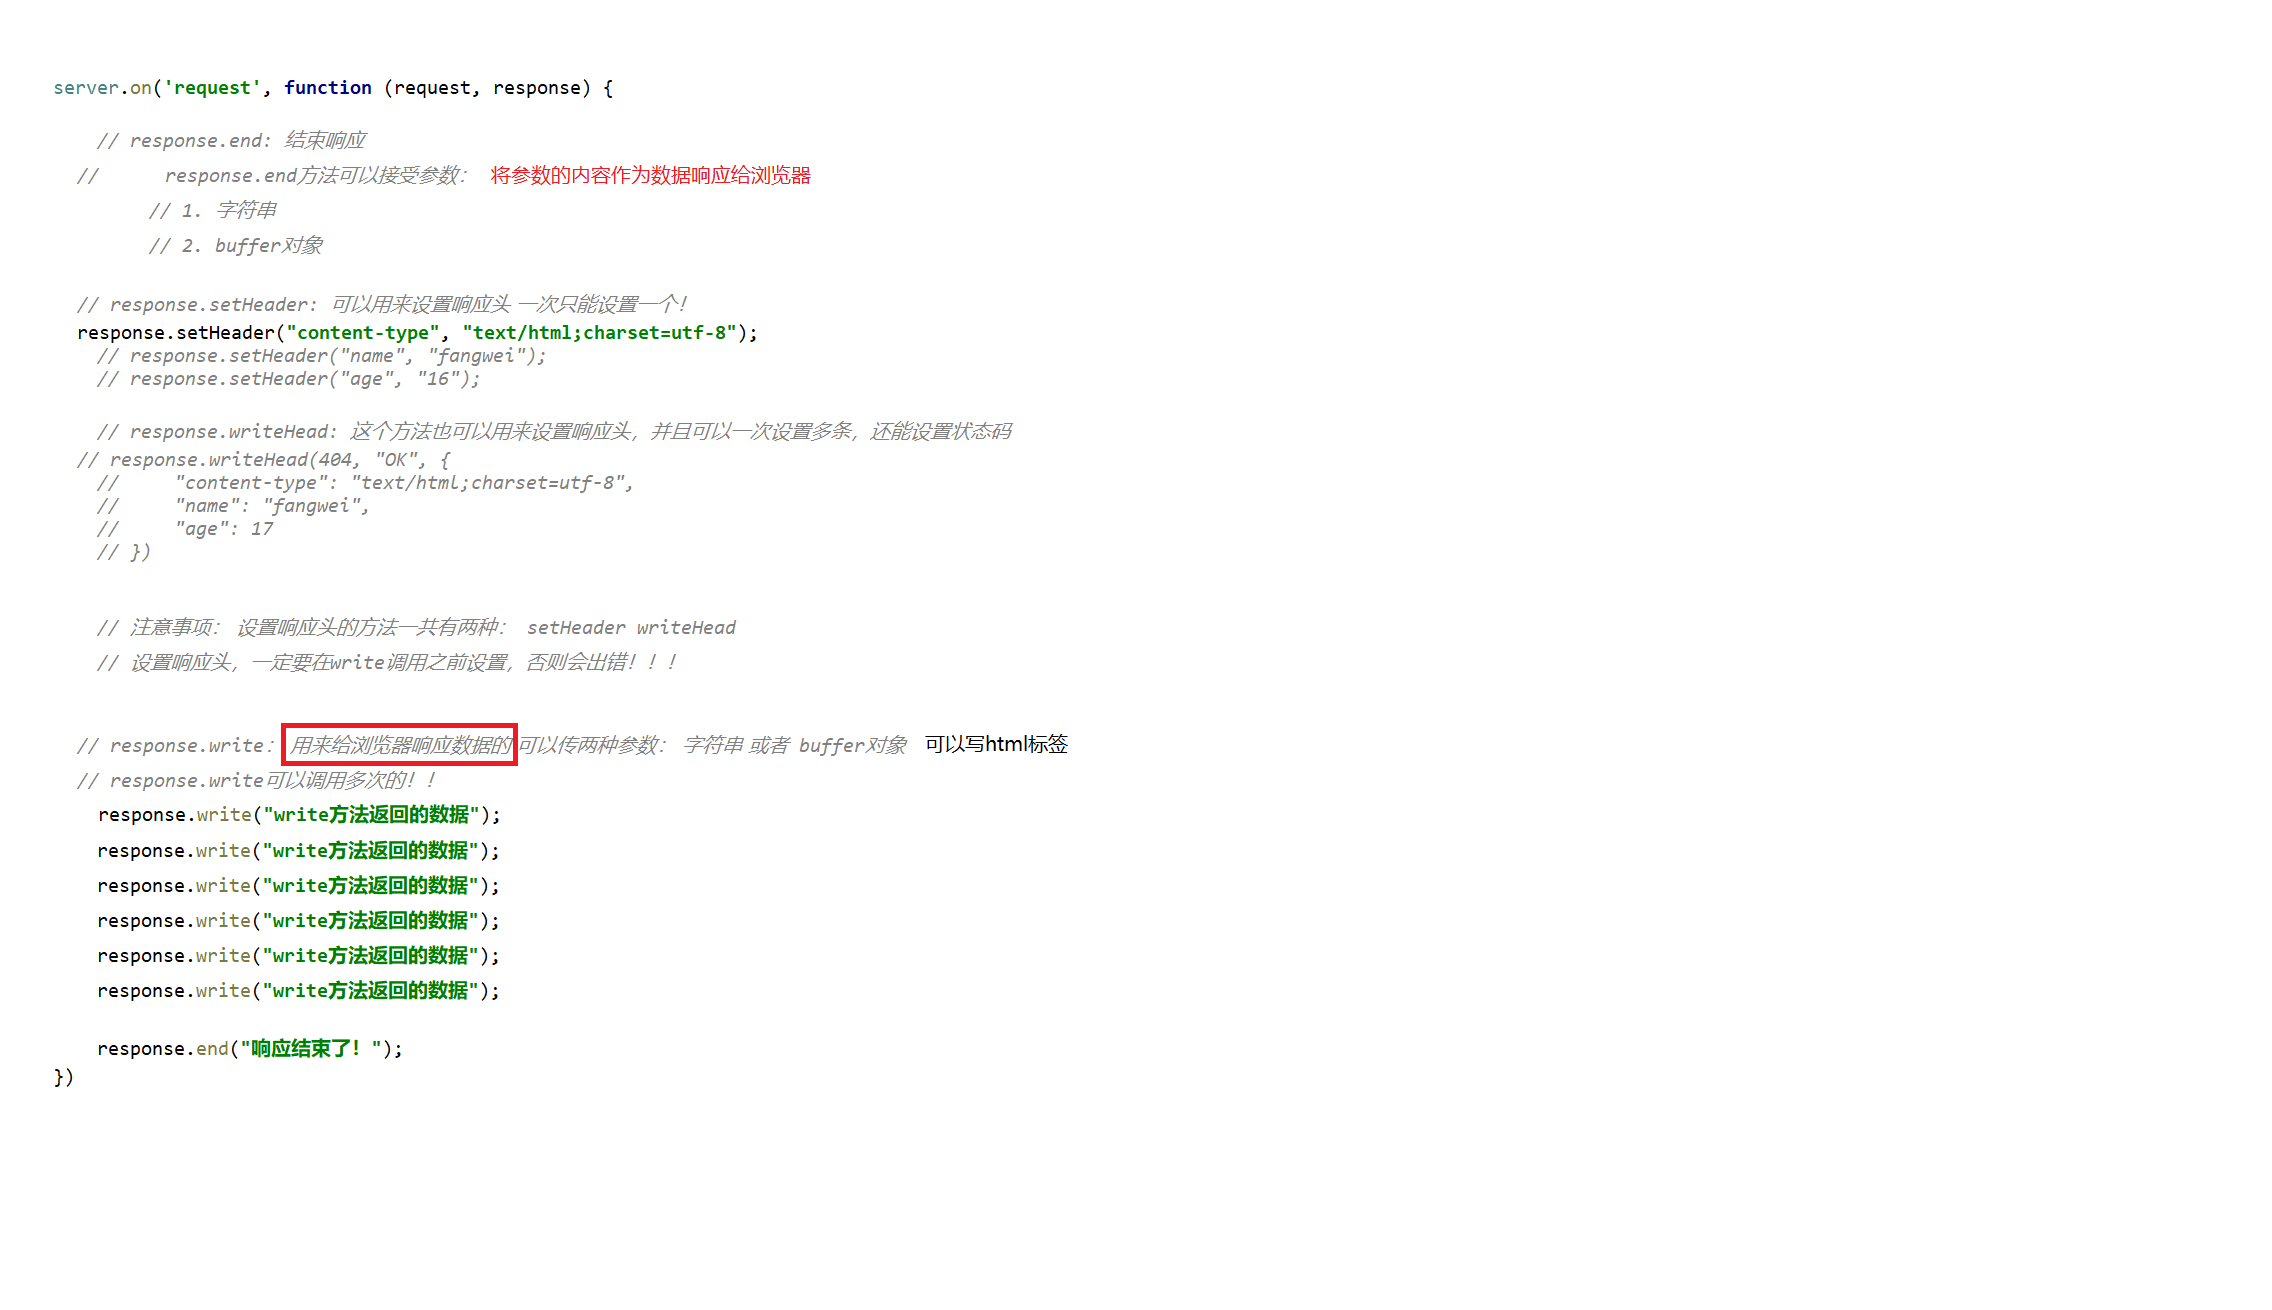 server.on('request', function (request, response) {
// response.end: 结束响应
// response.end方法可以接受参数： 将参数的内容作为数据响应给浏览器
// 1. 字符串
// 2. buffer对象
// response.setHeader: 可以用来设置响应头 一次只能设置一个！
response.setHeader("content-type", "text/html;charset=utf-8");
// response.setHeader("name", "fangwei");
// response.setHeader("age", "16");
// response.writeHead: 这个方法也可以用来设置响应头，并且可以一次设置多条，还能设置状态码
// response.writeHead(404, "OK", {
// "content-type": "text/html;charset=utf-8",
// "name": "fangwei",
// "age": 17
// })
// 注意事项： 设置响应头的方法一共有两种： setHeader writeHead
// 设置响应头，一定要在write调用之前设置，否则会出错！！！
// response.write: 用来给浏览器响应数据的 可以传两种参数： 字符串 或者 buffer对象 可以写html标签
// response.write可以调用多次的！！
response.write("write方法返回的数据");
response.write("write方法返回的数据");
response.write("write方法返回的数据");
response.write("write方法返回的数据");
response.write("write方法返回的数据");
response.write("write方法返回的数据");
response.end("响应结束了！");
})